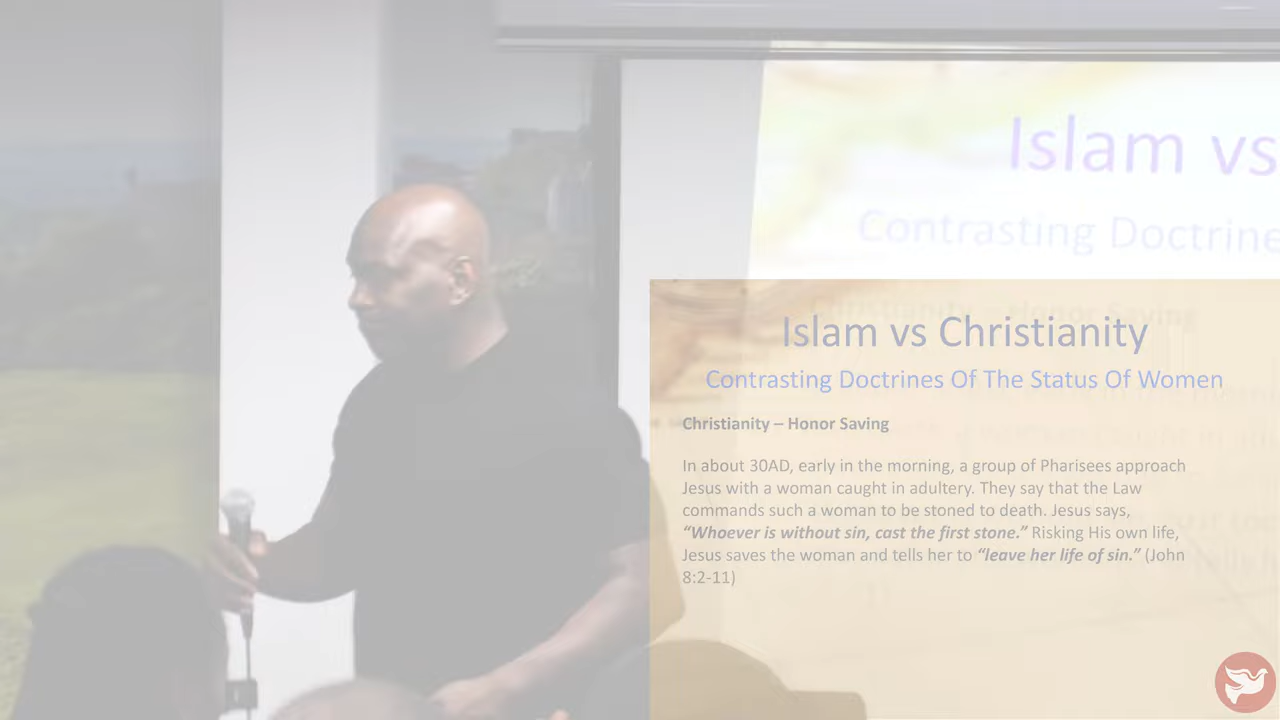 Islam vs
Contrasting Doctrine
Christianity – Honor Saving
Islam vs Christianity
Contrasting Doctrines Of The Status Of Women
Christianity – Honor Saving
In about 30AD, early in the morning, a group of Pharisees approach
Jesus with a woman caught in adultery. They say that the Law
commands such a woman to be stoned to death. Jesus says,
“Whoever is without sin, cast the first stone.” Risking His own life,
Jesus saves the woman and tells her to “leave her life of sin.” (John
8:2-11)